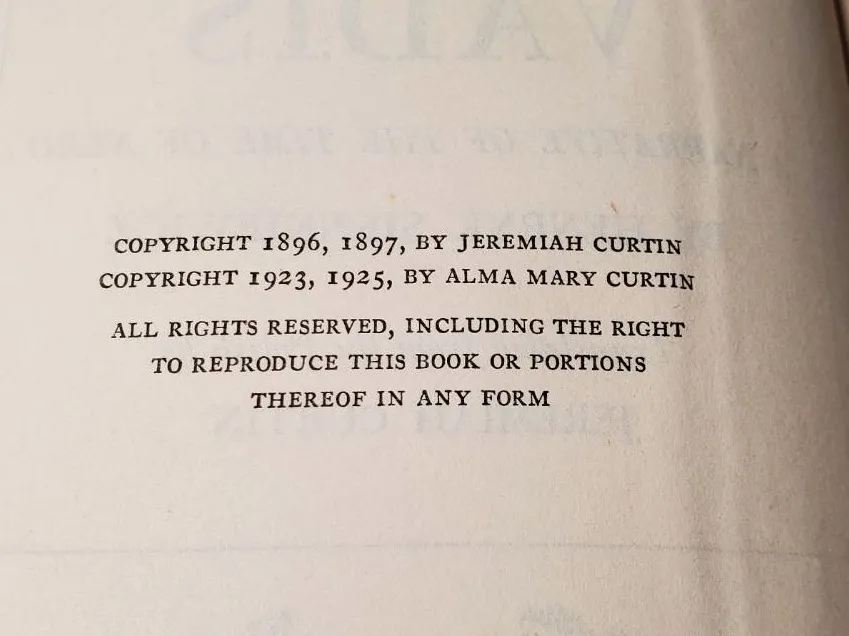 COPYRIGHT 1896, 1897, BY JEREMIAH CURTIN
COPYRIGHT 1923, 1925, BY ALMA MARY CURTIN
ALL RIGHTS RESERVED, INCLUDING THE RIGHT
TO REPRODUCE THIS BOOK OR PORTIONS
THEREOF IN ANY FORM